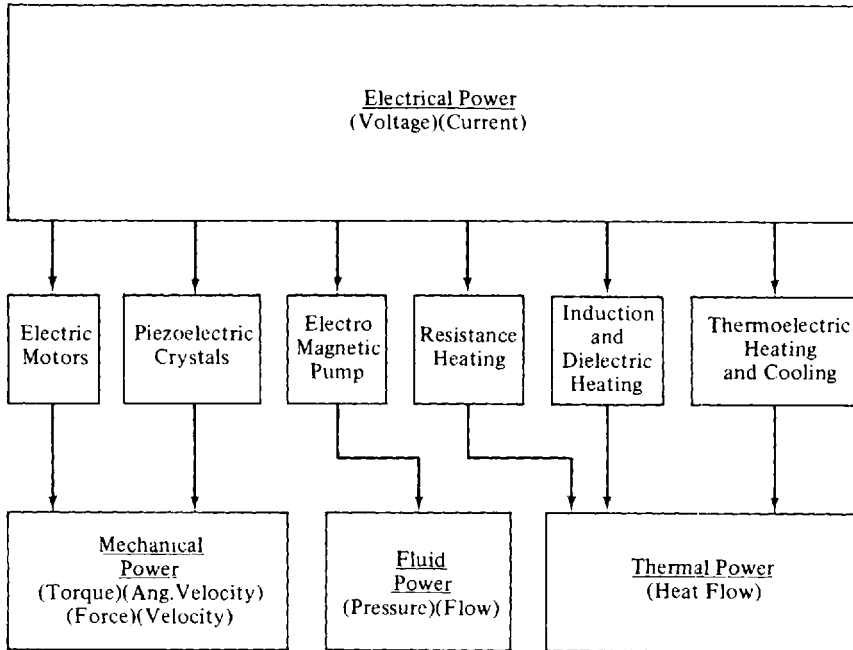 Electrical Power
(Voltage)(Current)
Electric
Motors
Piezoelectric
Crystals
Electro
Magnetic
Pump
Resistance
Heating
Induction
and
Dielectric
Heating
Thermoelectric
Heating
and Cooling
Mechanical
Power
(Torque)(Ang.Velocity)
(Force)(Velocity)
Fluid
Power
(Pressure)(Flow)
Thermal Power
(Heat Flow)